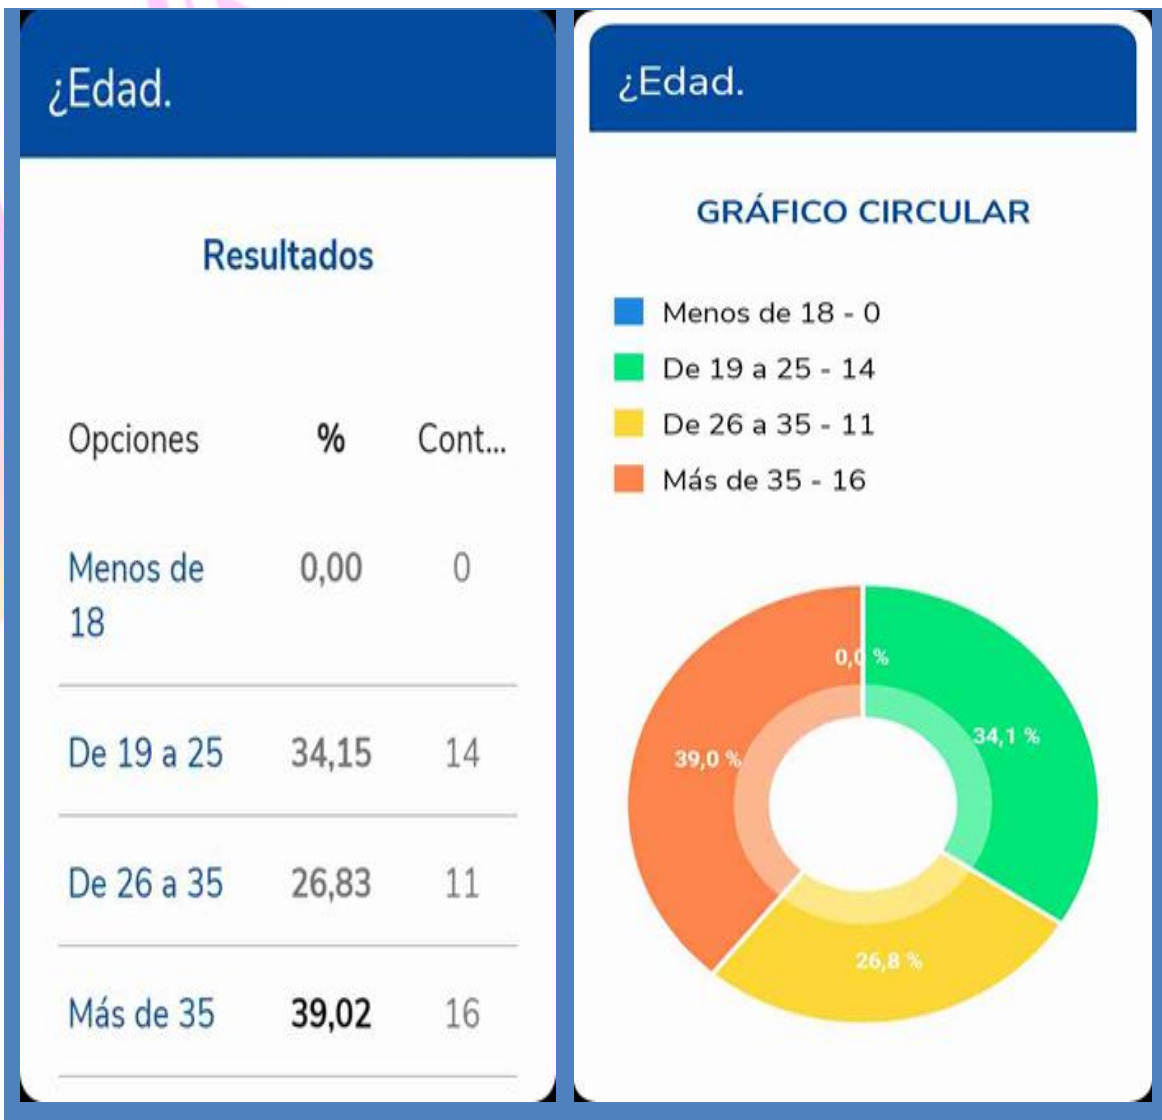 ¿Edad.
Resultados
Opciones % Cont...
Menos de 0,00 0
18
De 19 a 25 34,15 14
De 26 a 35 26,83 11
Más de 35 39,02 16
¿Edad.
GRÁFICO CIRCULAR
Menos de 18 - 0
De 19 a 25 - 14
De 26 a 35 - 11
Más de 35 - 16
0,0 %
34,1 %
39,0 %
26,8 %